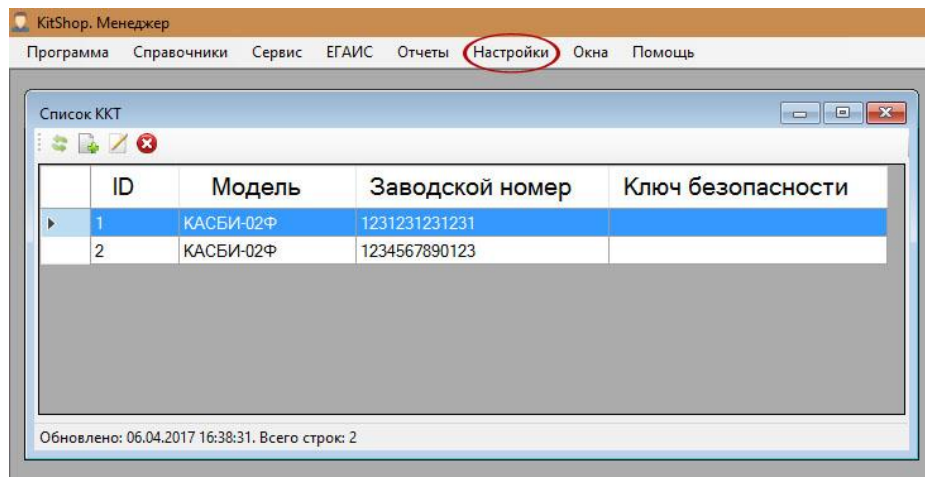 KitShop. Менеджер
Программа Справочники Сервис ЕГАИС Отчеты Настройки Окна Помощь
Список ККТ
ID Модель Заводской номер Ключ безопасности
1 КАСБИ-02Ф 1231231231231
2 КАСБИ-02Ф 1234567890123
Обновлено: 06.04.2017 16:38:31. Всего строк: 2